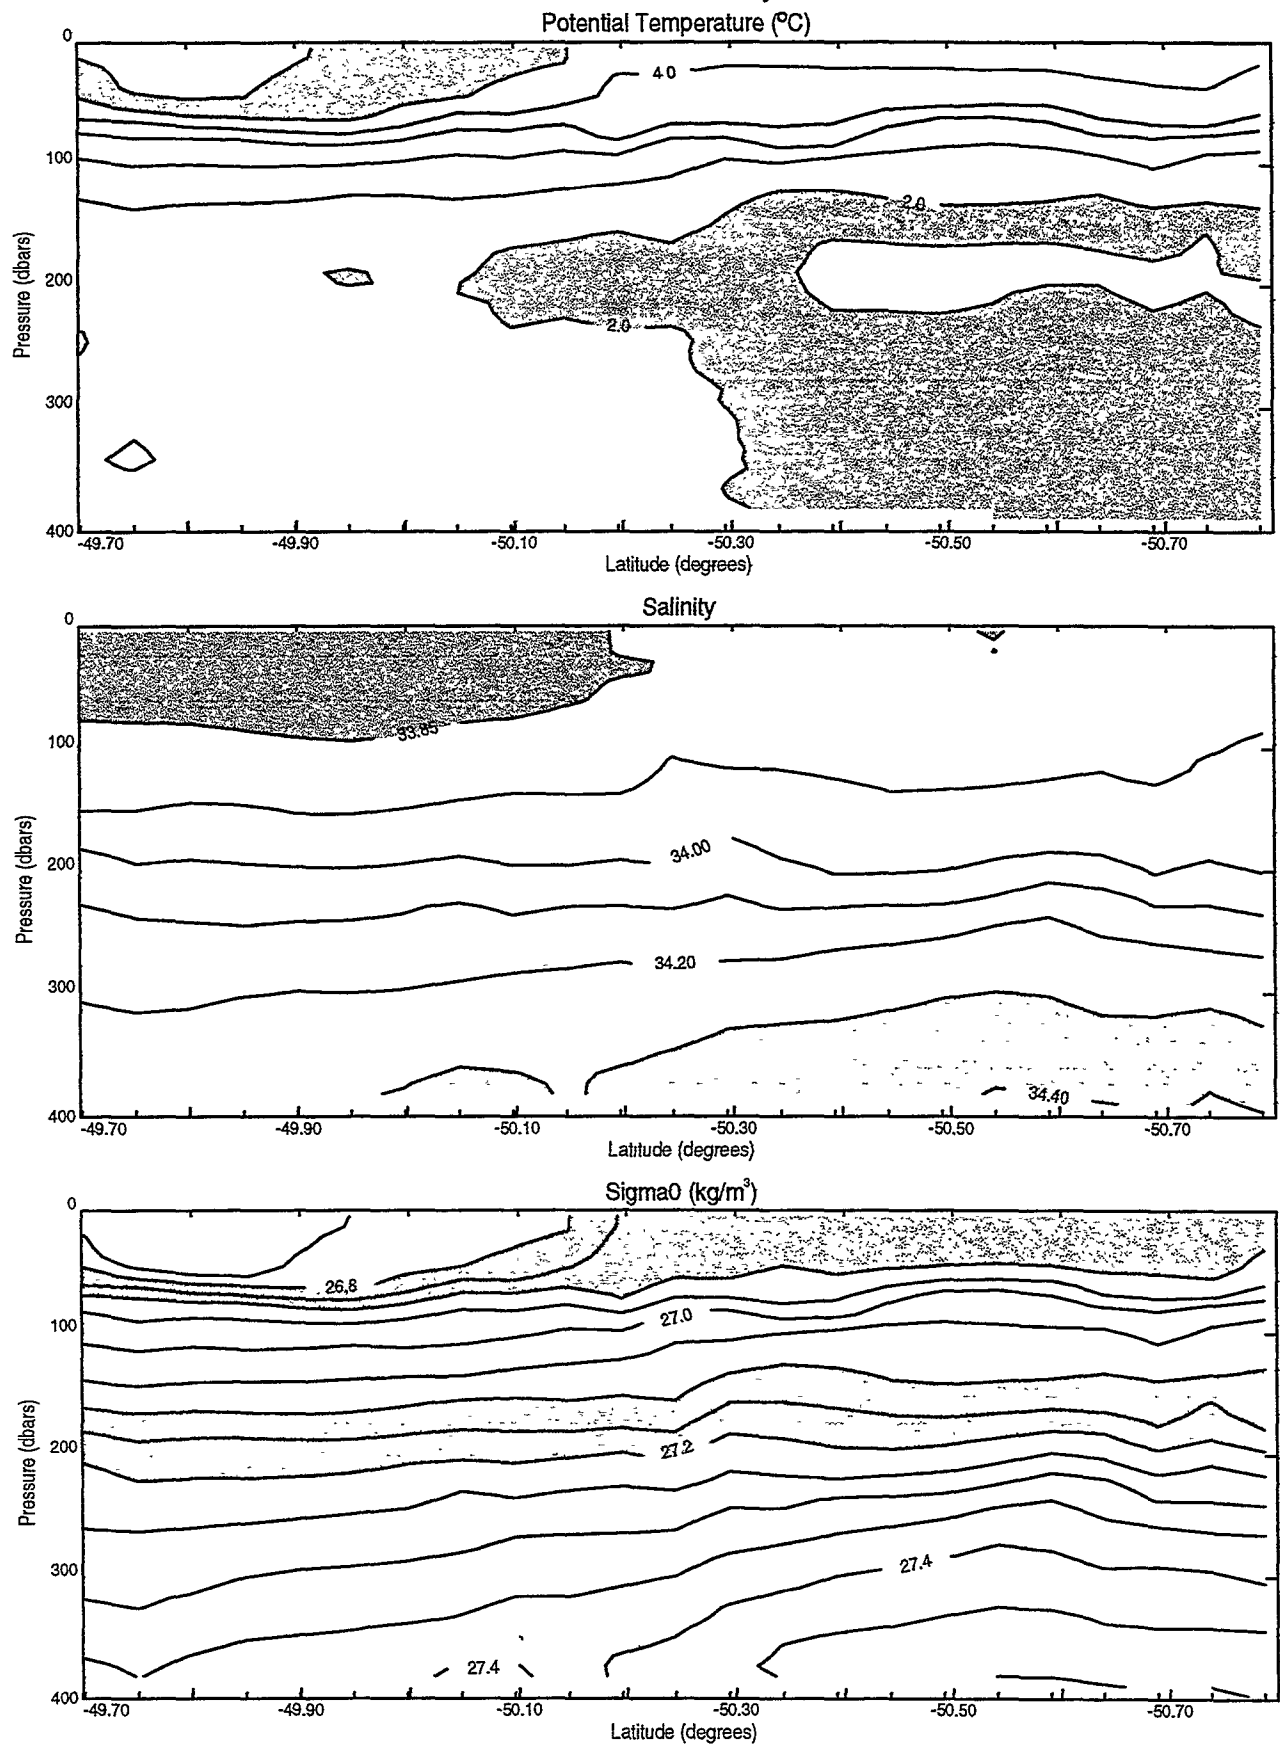 Potential Temperature (ºC)
0
4.0
100
2.0
200
2.0
300
400
Pressure (dbars)
-49.70 -49.90 -50.10 -50.30 -50.50 -50.70
Latitude (degrees)
Salinity
0
33.85
100
34.00
200
34.20
300
34.40
400
Pressure (dbars)
-49.70 -49.90 -50.10 -50.30 -50.50 -50.70
Latitude (degrees)
Sigma0 (kg/m³)
0
26.8
27.0
100
27.2
200
27.4
300
27.4
400
Pressure (dbars)
-49.70 -49.90 -50.10 -50.30 -50.50 -50.70
Latitude (degrees)